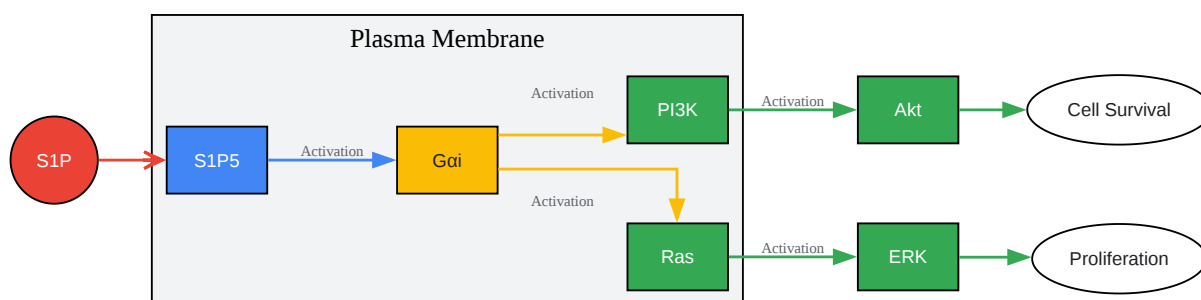 Plasma Membrane
S1P
S1P5
Activation
Gαi
Activation
PI3K
Activation
Akt
Cell Survival
Activation
Ras
Activation
ERK
Proliferation